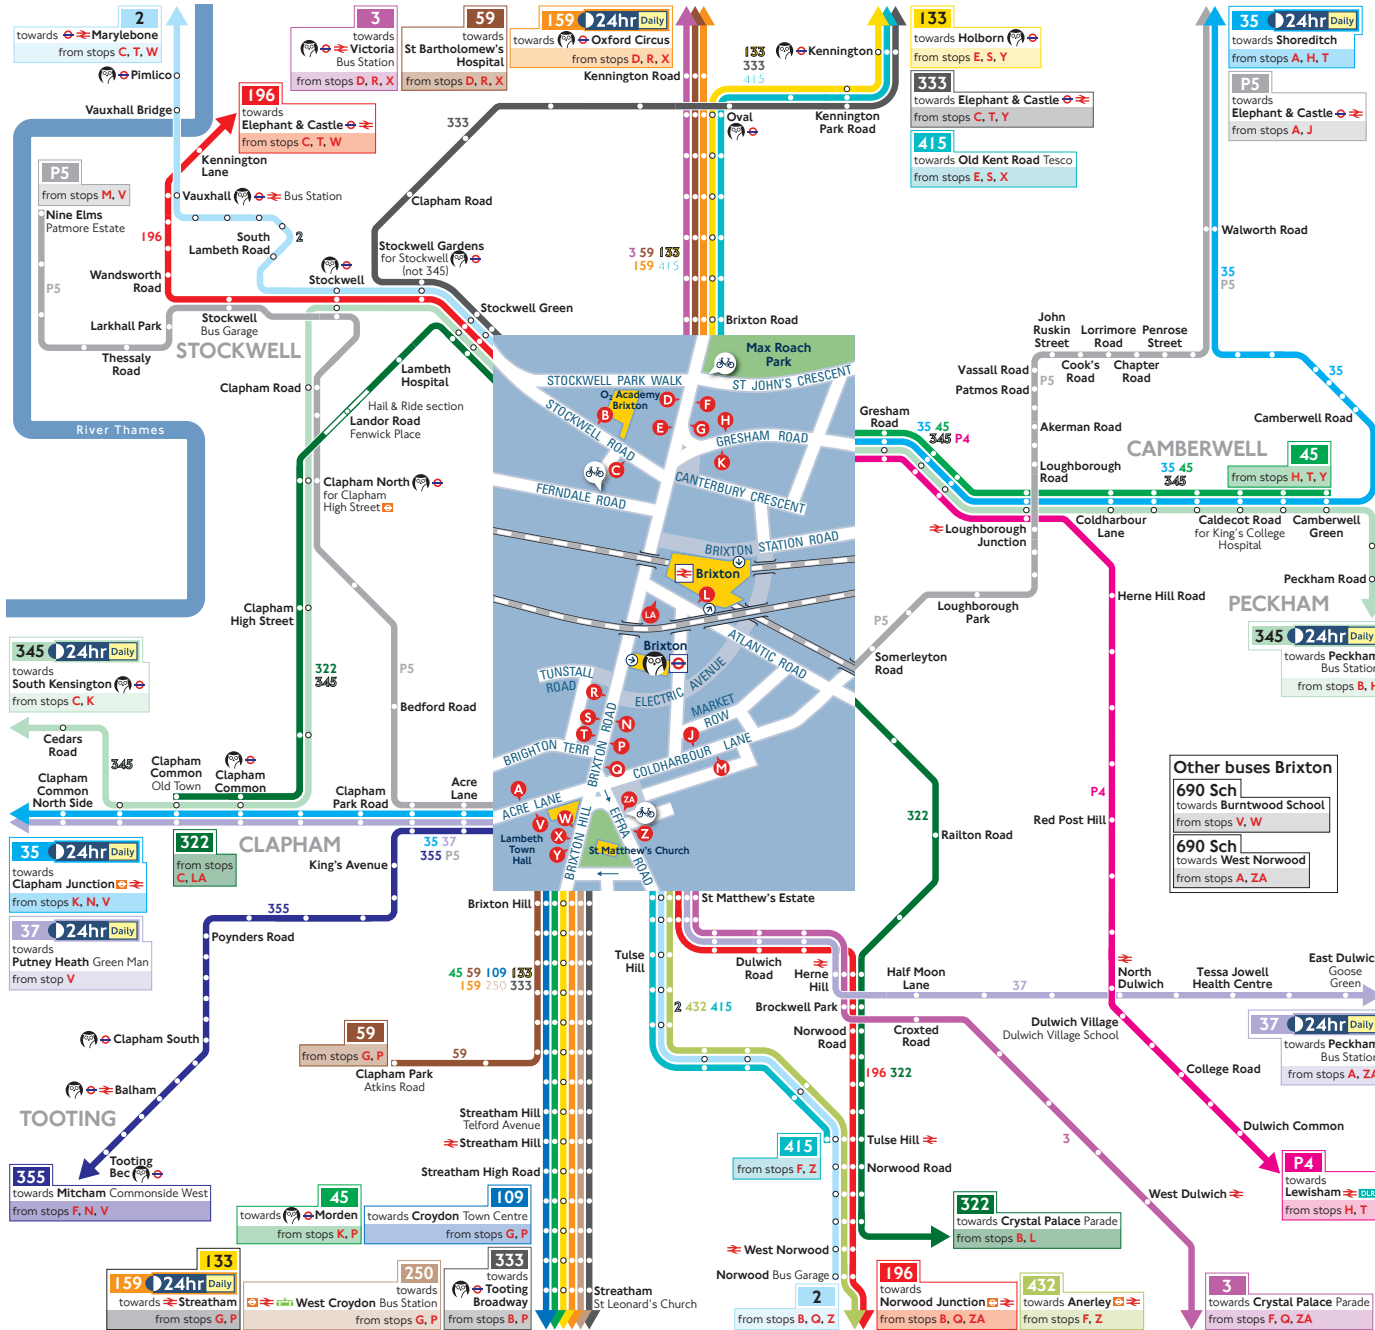 2
towards Marylebone
from stops C, T, W
3
towards
Victoria
Bus Station
from stops D, R, X
59
towards
St Bartholomew's
Hospital
from stops D, R, X
159 24hr Daily
towards Oxford Circus
from stops D, R, X
133
towards Holborn
from stops E, S, Y
333
towards Elephant & Castle
from stops C, T, Y
415
towards Old Kent Road Tesco
from stops E, S, X
35 24hr Daily
towards Shoreditch
from stops A, H, T
P5
towards
Elephant & Castle
from stops A, J
196
towards
Elephant & Castle
from stops C, T, W
P5
from stops M, V
Nine Elms
Patmore Estate
Pimlico
Vauxhall Bridge
Kennington
Lane
Vauxhall Bus Station
South
Lambeth Road
2
196
Wandsworth
Road
P5
Larkhall Park
Thessaly
Road
Stockwell
Stockwell
Bus Garage
STOCKWELL
333
Clapham Road
Stockwell Gardens
for Stockwell
(not 345)
Stockwell Green
Kennington Road
133
333
415
Kennington
Oval
Kennington
Park Road
3 59 133
159 415
Brixton Road
Walworth Road
35
P5
John
Ruskin
Street
Lorrimore
Road
Penrose
Street
Cook's
Road
Chapter
Road
Vassall Road
P5
Patmos Road
Akerman Road
Loughborough
Road
35
Camberwell Road
CAMBERWELL
45
from stops H, T, Y
35 45
345
Gresham
Road
35 45
345 P4
Coldharbour
Lane
Caldecot Road
for King's College
Hospital
Camberwell
Green
Loughborough
Junction
Peckham Road
PECKHAM
345 24hr Daily
towards Peckham
Bus Station
from stops B, H
Herne Hill Road
Loughborough
Park
P5
Somerleyton
Road
Clapham Road
Lambeth
Hospital
Hail & Ride section
Landor Road
Fenwick Place
Clapham North
for Clapham
High Street
Clapham
High Street
River Thames
322
345
P5
Bedford Road
345 24hr Daily
towards
South Kensington
from stops C, K
Cedars
Road
345
Clapham
Common
Old Town
Clapham
Common
Clapham
Common
North Side
Clapham
Park Road
Acre
Lane
CLAPHAM
322
from stops
C, LA
35 37
355 P5
King's Avenue
35 24hr Daily
towards
Clapham Junction
from stops K, N, V
37 24hr Daily
towards
Putney Heath Green Man
from stop V
355
Poynders Road
Clapham South
Balham
TOOTING
Tooting
Bec
355
towards Mitcham Commonside West
from stops F, N, V
Max Roach
Park
STOCKWELL PARK WALK
ST JOHN'S CRESCENT
O2 Academy
Brixton
B
D
F
E
G
H
K
C
STOCKWELL ROAD
GRESHAM ROAD
CANTERBURY CRESCENT
FERNDALE ROAD
BRIXTON STATION ROAD
Brixton
L
LA
Brixton
ATLANTIC ROAD
ELECTRIC AVENUE
TUNSTALL
ROAD
R
S
T
N
P
Q
BRIXTON ROAD
MARKET
ROW
J
M
COLDHARBOUR LANE
BRIGHTON TERR
A
ACRE LANE
V
W
X
Y
ZA
Z
Lambeth
Town
Hall
BRIXTON HILL
EFFRA
ROAD
St Matthew's Church
Brixton Hill
St Matthew's Estate
45 59 109 133
159 250 333
59
from stops G, P
59
Clapham Park
Atkins Road
Streatham Hill
Telford Avenue
Streatham Hill
Streatham High Road
45
towards Morden
from stops K, P
109
towards Croydon Town Centre
from stops G, P
133
159 24hr Daily
towards Streatham
from stops G, P
250
towards
West Croydon Bus Station
from stops G, P
333
towards
Tooting
Broadway
from stops B, P
Streatham
St Leonard's Church
Tulse
Hill
2 432 415
Dulwich
Road
Herne
Hill
Brockwell Park
Norwood
Road
196 322
Half Moon
Lane
37
Croxted
Road
322
Railton Road
415
from stops F, Z
Tulse Hill
Norwood Road
322
towards Crystal Palace Parade
from stops B, L
West Norwood
Norwood Bus Garage
2
from stops B, Q, Z
196
towards
Norwood Junction
from stops B, Q, ZA
432
towards Anerley
from stops F, Z
3
towards Crystal Palace Parade
from stops F, Q, ZA
3
West Dulwich
P4
Red Post Hill
Other buses Brixton
690 Sch
towards Burntwood School
from stops V, W
690 Sch
towards West Norwood
from stops A, ZA
North
Dulwich
Tessa Jowell
Health Centre
East Dulwic
Goose
Green
Dulwich Village
Dulwich Village School
37 24hr Daily
towards Peckham
Bus Station
from stops A, ZA
College Road
Dulwich Common
P4
towards
Lewisham DLR
from stops H, T